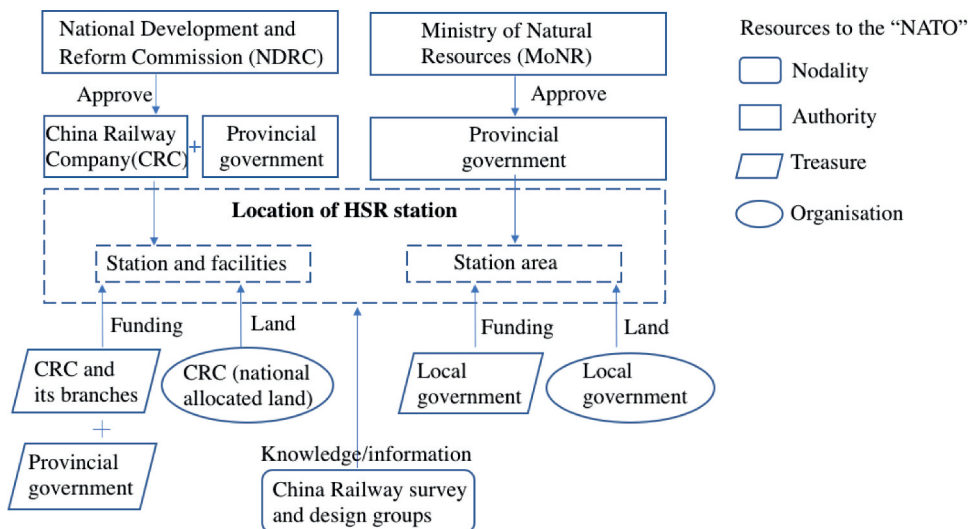 National Development and
Reform Commission (NDRC)
Ministry of Natural
Resources (MoNR)
Resources to the “NATO”
Nodality
Approve
Approve
Authority
China Railway
Company(CRC)
+
Provincial
government
Provincial
government
Treasure
Location of HSR station
Organisation
Station and facilities
Station area
Funding
Land
Funding
Land
CRC and
its branches
CRC (national
allocated land)
Local
government
Local
government
+
Provincial
government
Knowledge/information
China Railway survey
and design groups